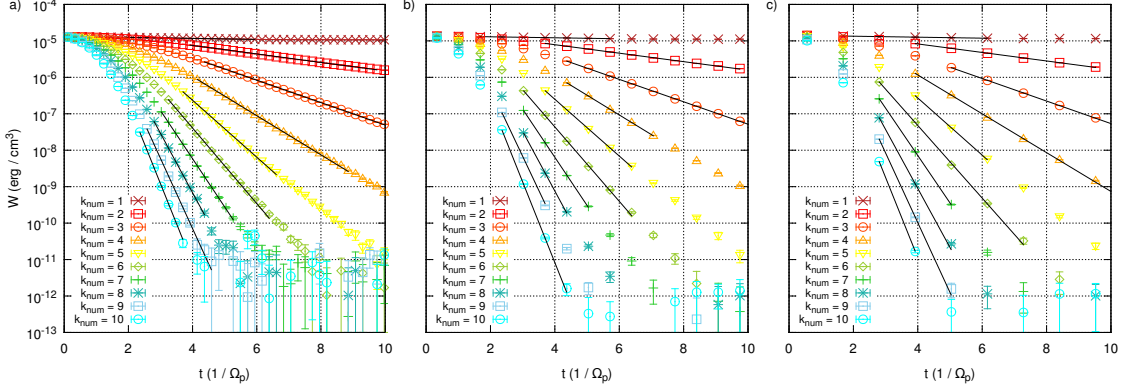 a)
W (erg / cm³)
10⁻⁵
10⁻⁶
10⁻⁷
10⁻⁸
10⁻⁹
10⁻¹⁰
10⁻¹¹
10⁻¹²
10⁻¹³
k_num = 1
k_num = 2
k_num = 3
k_num = 4
k_num = 5
k_num = 6
k_num = 7
k_num = 8
k_num = 9
k_num = 10
0 2 4 6 8 10
t (1 / Ω_p)
b)
k_num = 1
k_num = 2
k_num = 3
k_num = 4
k_num = 5
k_num = 6
k_num = 7
k_num = 8
k_num = 9
k_num = 10
0 2 4 6 8 10
t (1 / Ω_p)
c)
k_num = 1
k_num = 2
k_num = 3
k_num = 4
k_num = 5
k_num = 6
k_num = 7
k_num = 8
k_num = 9
k_num = 10
0 2 4 6 8 10
t (1 / Ω_p)